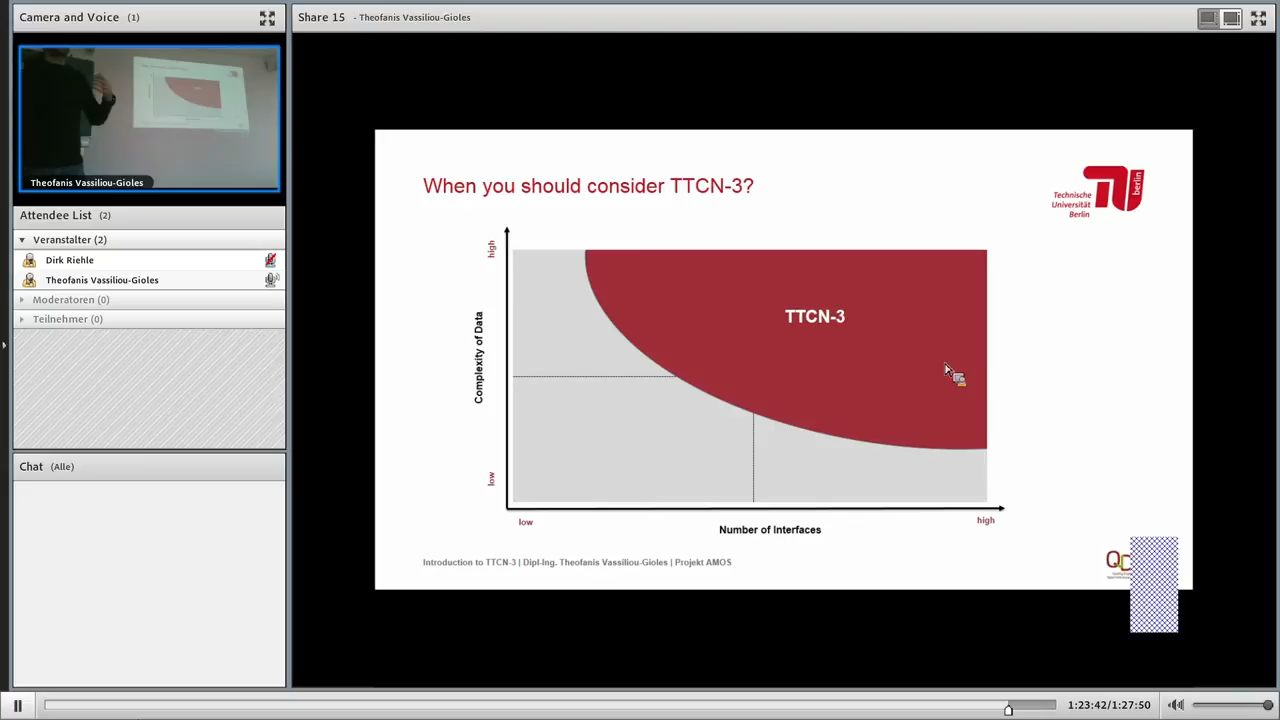 Camera and Voice (1)
Share 15 - Theofanis Vassiliou-Gioles
Theofanis Vassiliou-Gioles
Attendee List (2)
Veranstalter (2)
Dirk Riehle
Theofanis Vassiliou-Gioles
Moderatoren (0)
Teilnehmer (0)
Chat (Alle)
When you should consider TTCN-3?
Technische
Universität
Berlin
berlin
high
Complexity of Data
low
TTCN-3
low
high
Number of Interfaces
Introduction to TTCN-3 | Dipl-Ing. Theofanis Vassiliou-Gioles | Projekt AMOS
1:23:42/1:27:50